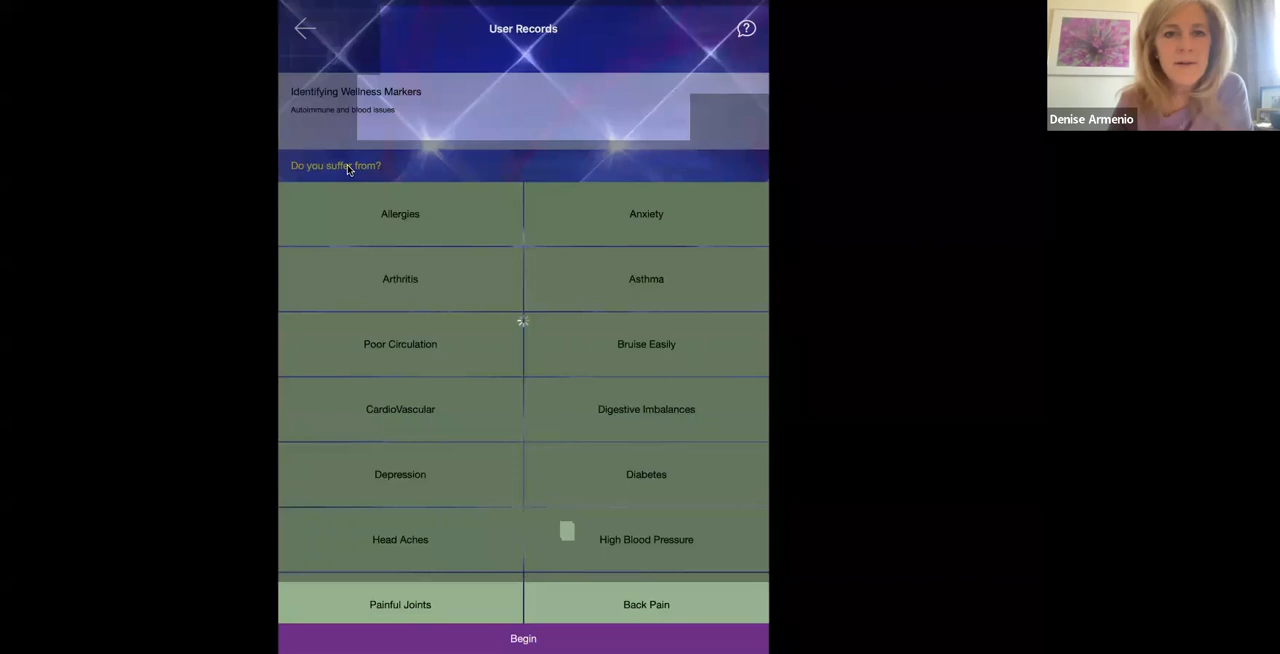 User Records
Identifying Wellness Markers
Autoimmune and blood issues
Denise Armenio
Do you suffer from?
Allergies
Anxiety
Arthritis
Asthma
Poor Circulation
Bruise Easily
CardioVascular
Digestive Imbalances
Depression
Diabetes
Head Aches
High Blood Pressure
Painful Joints
Back Pain
Begin